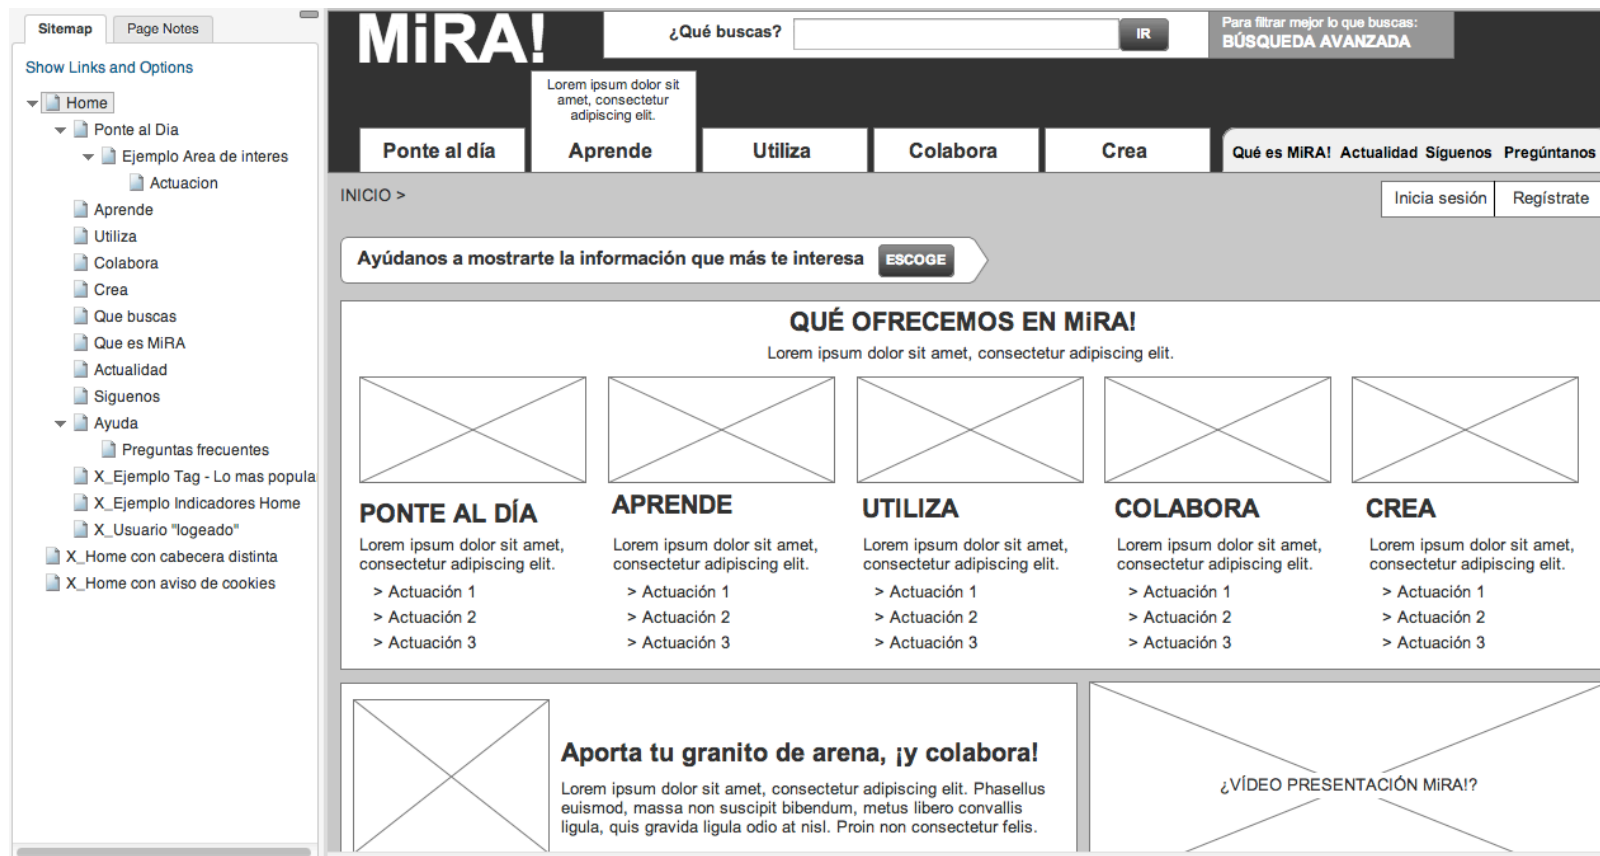 Sitemap
Page Notes
Show Links and Options
Home
Ponte al Dia
Ejemplo Area de interes
Actuacion
Aprende
Utiliza
Colabora
Crea
Que buscas
Que es MiRA
Actualidad
Siguenos
Ayuda
Preguntas frecuentes
X_Ejemplo Tag - Lo mas popula
X_Ejemplo Indicadores Home
X_Usuario "logeado"
X_Home con cabecera distinta
X_Home con aviso de cookies
MiRA!
¿Qué buscas?
IR
Para filtrar mejor lo que buscas:
BÚSQUEDA AVANZADA
Lorem ipsum dolor sit
amet, consectetur
adipiscing elit.
Ponte al día
Aprende
Utiliza
Colabora
Crea
Qué es MiRA! Actualidad Síguenos Pregúntanos
INICIO >
Inicia sesión
Regístrate
Ayúdanos a mostrarte la información que más te interesa
ESCOGE
QUÉ OFRECEMOS EN MiRA!
Lorem ipsum dolor sit amet, consectetur adipiscing elit.
PONTE AL DÍA
Lorem ipsum dolor sit amet,
consectetur adipiscing elit.
> Actuación 1
> Actuación 2
> Actuación 3
APRENDE
Lorem ipsum dolor sit amet,
consectetur adipiscing elit.
> Actuación 1
> Actuación 2
> Actuación 3
UTILIZA
Lorem ipsum dolor sit amet,
consectetur adipiscing elit.
> Actuación 1
> Actuación 2
> Actuación 3
COLABORA
Lorem ipsum dolor sit amet,
consectetur adipiscing elit.
> Actuación 1
> Actuación 2
> Actuación 3
CREA
Lorem ipsum dolor sit amet,
consectetur adipiscing elit.
> Actuación 1
> Actuación 2
> Actuación 3
Aporta tu granito de arena, ¡y colabora!
Lorem ipsum dolor sit amet, consectetur adipiscing elit. Phasellus
euismod, massa non suscipit bibendum, metus libero convallis
ligula, quis gravida ligula odio at nisl. Proin non consectetur felis.
¿VÍDEO PRESENTACIÓN MiRA!?